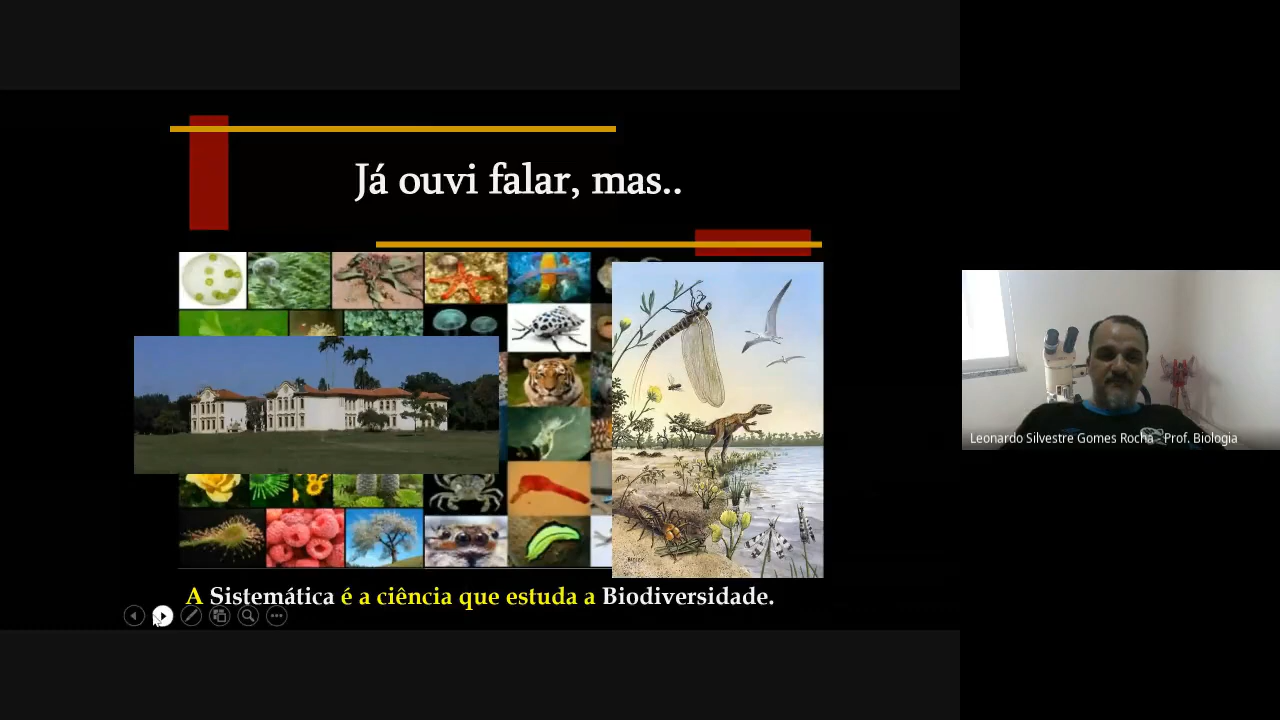 Já ouvi falar, mas..
A Sistemática é a ciência que estuda a Biodiversidade.
Leonardo Silvestre Gomes Rocha - Prof. Biologia